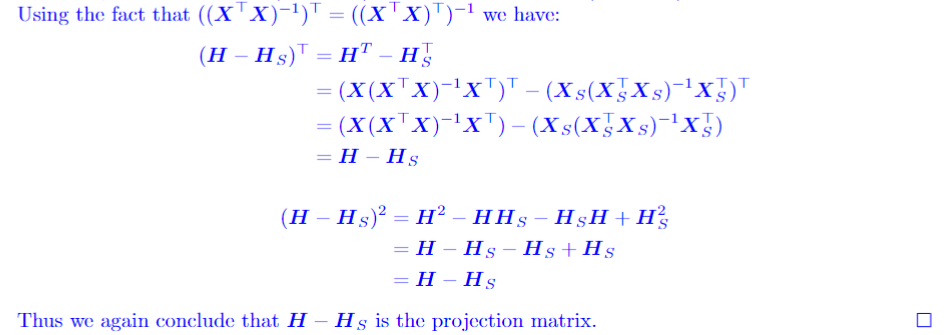 Using the fact that ((X⊤X)−1)⊤ = ((X⊤X)⊤)−1 we have:
(H − H_S)⊤ = H^T − H_S⊤
= (X(X⊤X)−1X⊤)⊤ − (X_S(X_S⊤X_S)−1X_S⊤)⊤
= (X(X⊤X)−1X⊤) − (X_S(X_S⊤X_S)−1X_S⊤)
= H − H_S
(H − H_S)² = H² − HH_S − H_SH + H_S²
= H − H_S − H_S + H_S
= H − H_S
Thus we again conclude that H − H_S is the projection matrix. □